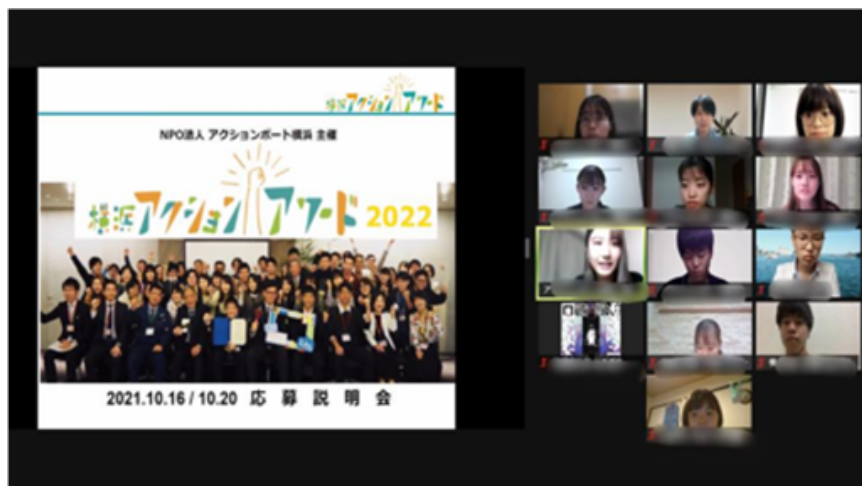 横浜アクションアワード
NPO法人 アクションポート横浜 主催
横浜アクションアワード 2022
2021.10.16 / 10.20 応募説明会